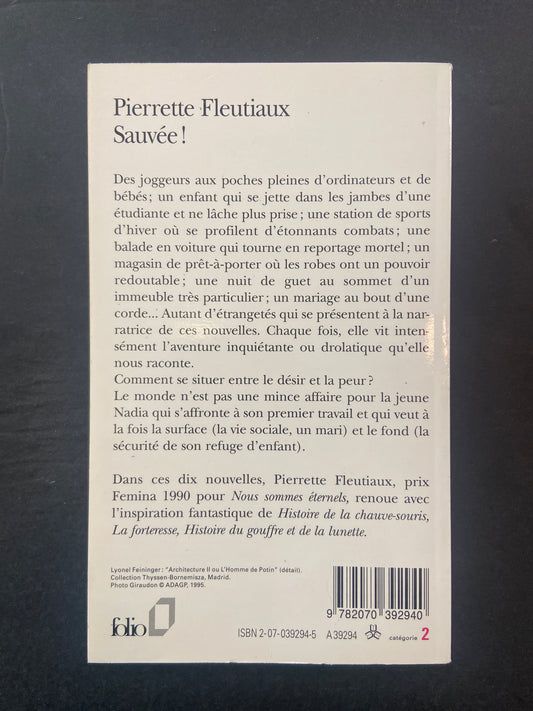 Pierrette Fleutiaux
Sauvée !
Des joggeurs aux poches pleines d'ordinateurs et de
bébés ; un enfant qui se jette dans les jambes d'une
étudiante et ne lâche plus prise ; une station de sports
d'hiver où se profilent d'étonnants combats ; une
balade en voiture qui tourne en reportage mortel ; un
magasin de prêt-à-porter où les robes ont un pouvoir
redoutable ; une nuit de guet au sommet d'un
immeuble très particulier ; un mariage au bout d'une
corde... Autant d'étrangetés qui se présentent à la nar-
ratrice de ces nouvelles. Chaque fois, elle vit inten-
sément l'aventure inquiétante ou drolatique qu'elle
nous raconte.
Comment se situer entre le désir et la peur ?
Le monde n'est pas une mince affaire pour la jeune
Nadia qui s'affronte à son premier travail et qui veut à
la fois la surface (la vie sociale, un mari) et le fond (la
sécurité de son refuge d'enfant).
Dans ces dix nouvelles, Pierrette Fleutiaux, prix
Femina 1990 pour Nous sommes éternels, renoue avec
l'inspiration fantastique de Histoire de la chauve-souris,
La forteresse, Histoire du gouffre et de la lunette.
Lyonel Feininger : "Architecture II ou L'Homme de Potin" (détail).
Collection Thyssen-Bornemisza, Madrid.
Photo Giraudon © ADAGP, 1995.
9 782070 392940
folio
ISBN 2-07-039294-5 A 39294 catégorie 2